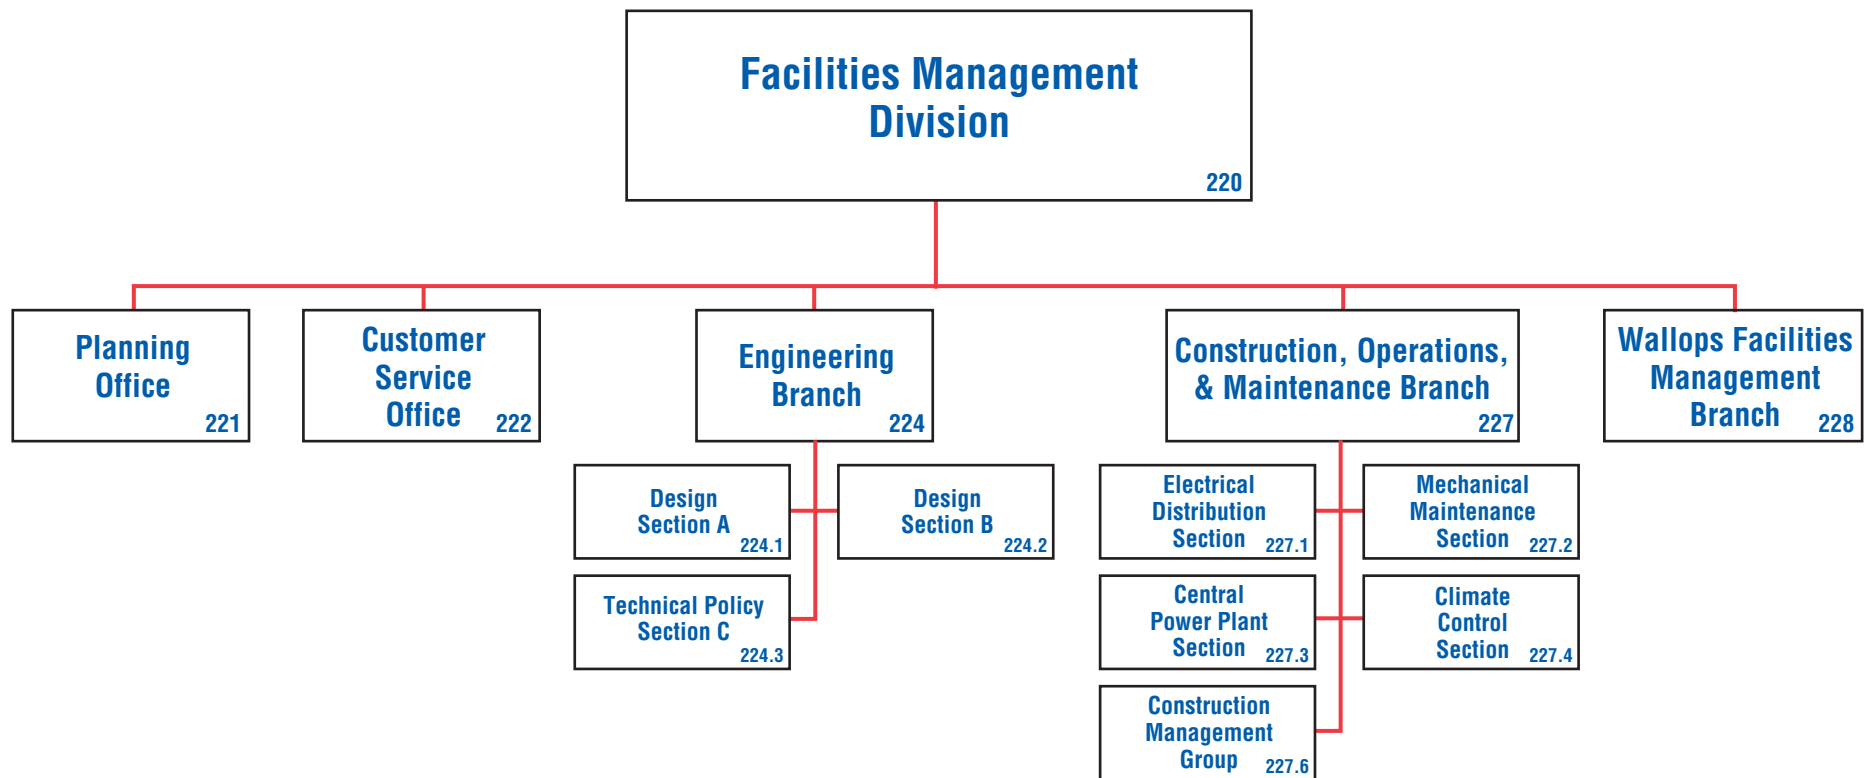 Facilities Management
Division
220
Planning
Office
221
Customer
Service
Office
222
Engineering
Branch
224
Construction, Operations,
& Maintenance Branch
227
Wallops Facilities
Management
Branch
228
Design
Section A
224.1
Design
Section B
224.2
Technical Policy
Section C
224.3
Electrical
Distribution
Section
227.1
Mechanical
Maintenance
Section
227.2
Central
Power Plant
Section
227.3
Climate
Control
Section
227.4
Construction
Management
Group
227.6